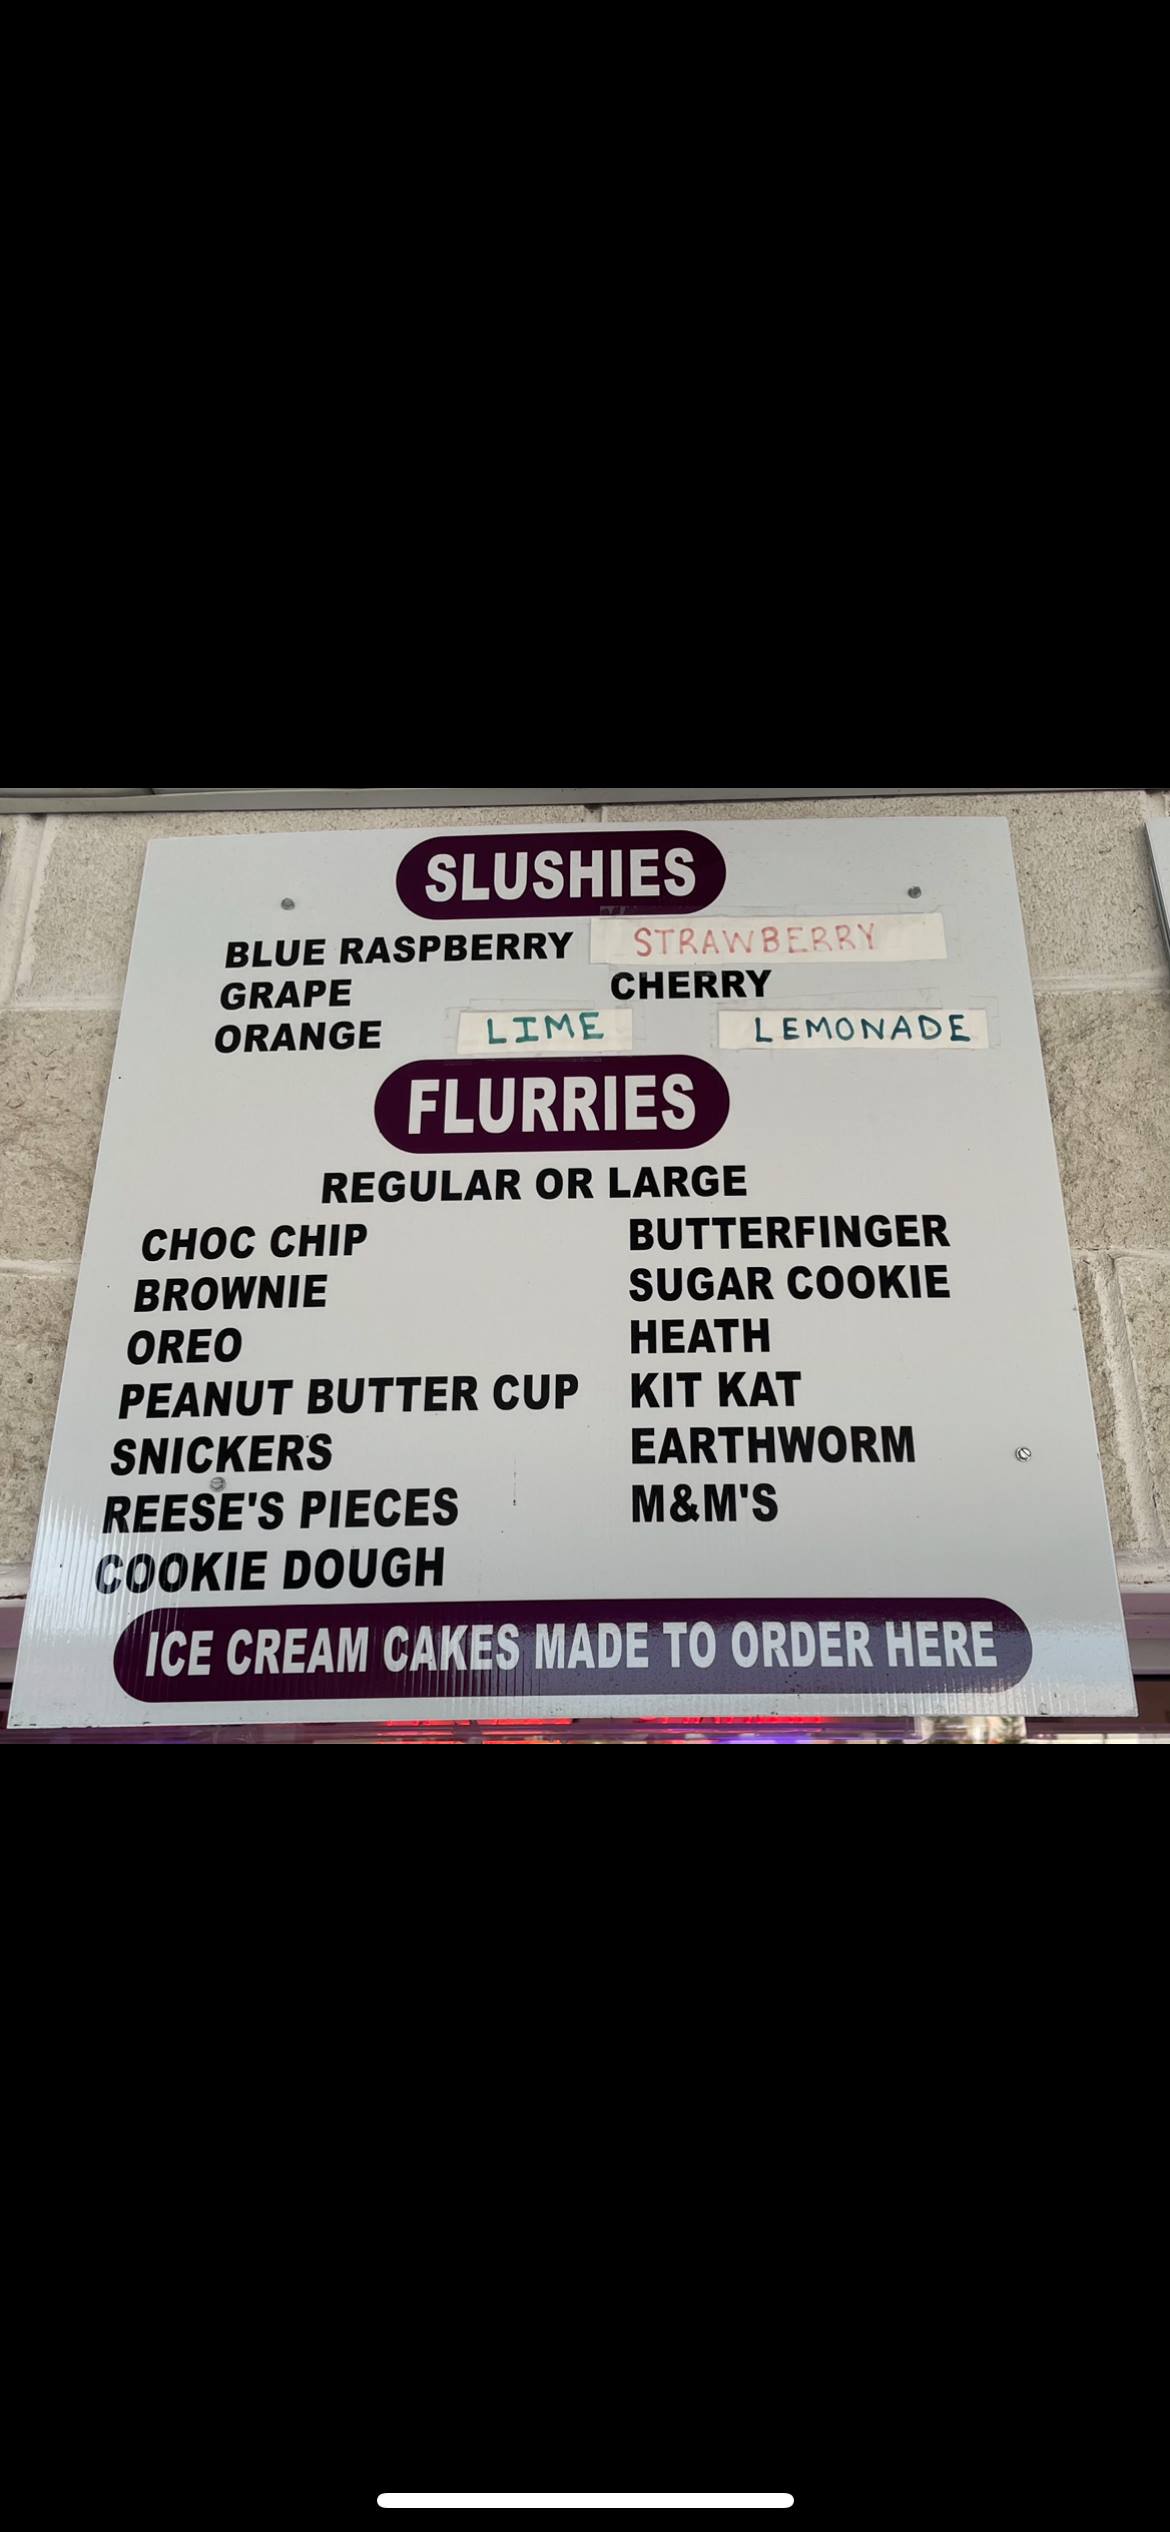 SLUSHIES
BLUE RASPBERRY STRAWBERRY
GRAPE CHERRY
ORANGE LIME LEMONADE
FLURRIES
REGULAR OR LARGE
CHOC CHIP BUTTERFINGER
BROWNIE SUGAR COOKIE
OREO HEATH
PEANUT BUTTER CUP KIT KAT
SNICKERS EARTHWORM
REESE'S PIECES M&M'S
COOKIE DOUGH
ICE CREAM CAKES MADE TO ORDER HERE